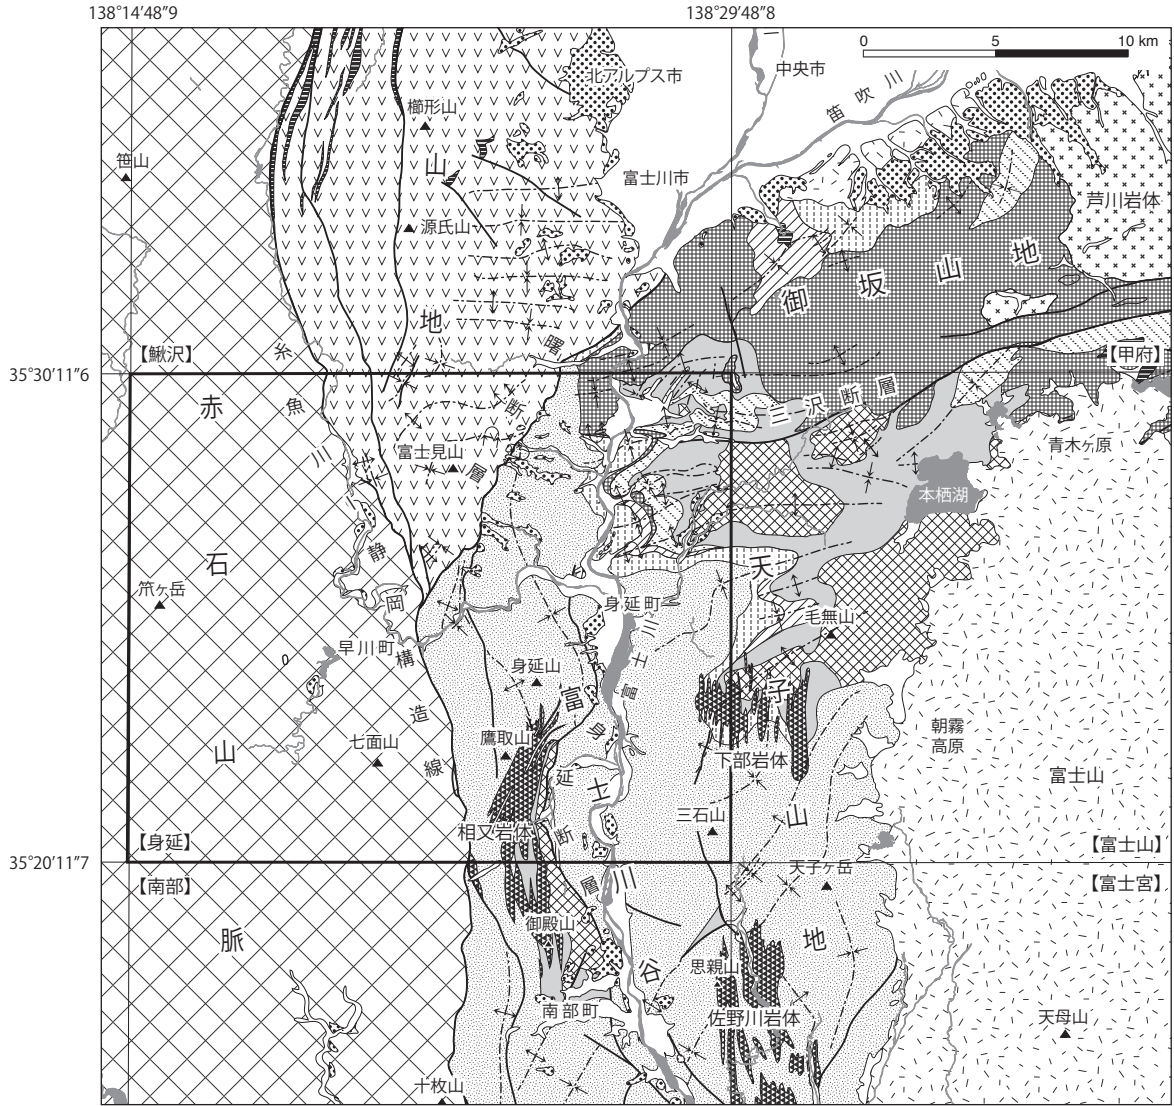 138°14'48"9
138°29'48"8
0
5
10 km
北アルプス市
中央市
笛吹川
櫛形山
笹山
山
富士川市
芦川岩体
源氏山
御坂山地
地
曙断層
【鰍沢】
【甲府】
35°30'11"6
赤
糸魚川
三沢断層
富士見山
青木ヶ原
本栖湖
石
静岡
天
笊ヶ岳
身延町
毛無山
早川町
構造線
身延山
富士
子
富
朝霧
高原
七面山
鷹取山
身延断層
下部岩体
山
士
富士山
三石山
山
相又岩体
【身延】
【富士山】
35°20'11"7
天子ヶ岳
【南部】
【富士宮】
川
御殿山
脈
地
谷
思親山
南部町
佐野川岩体
天母山
十枚山